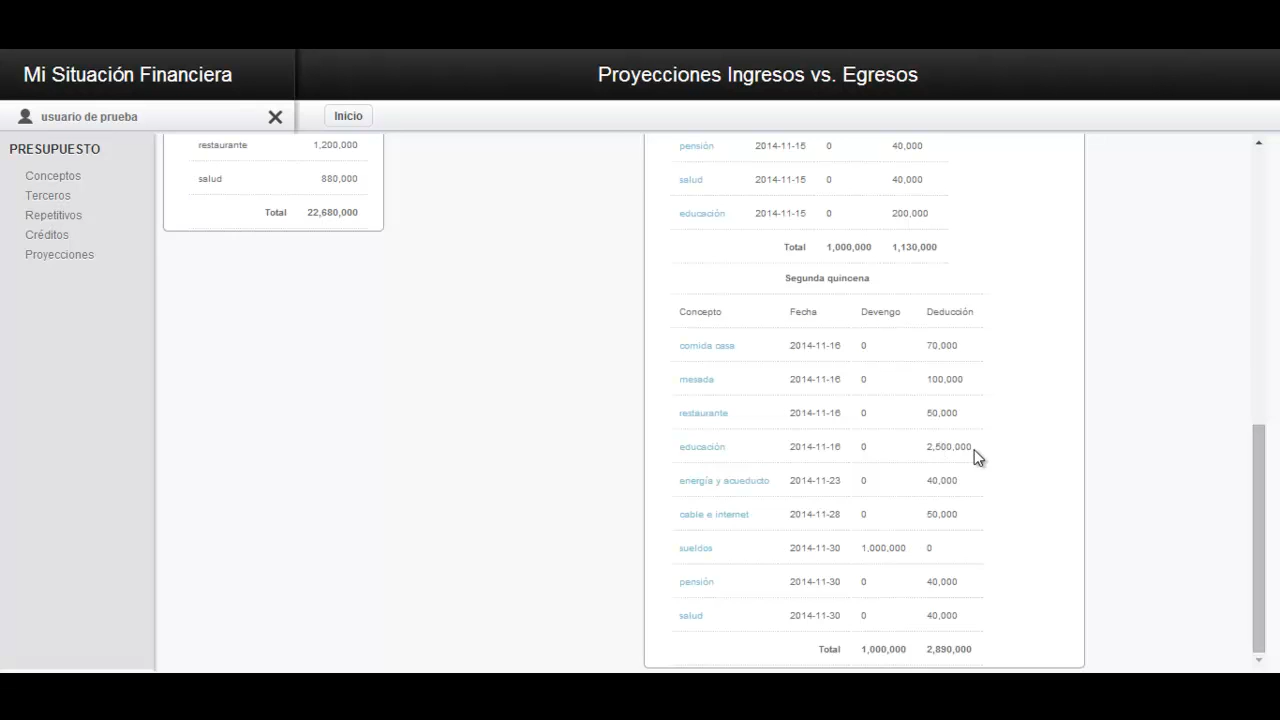 Mi Situación Financiera
Proyecciones Ingresos vs. Egresos
usuario de prueba
Inicio
PRESUPUESTO
Conceptos
Terceros
Repetitivos
Créditos
Proyecciones
restaurante 1,200,000
salud 880,000
Total 22,680,000
pensión 2014-11-15 0 40,000
salud 2014-11-15 0 40,000
educación 2014-11-15 0 200,000
Total 1,000,000 1,130,000
Segunda quincena
Concepto Fecha Devengo Deducción
comida casa 2014-11-16 0 70,000
mesada 2014-11-16 0 100,000
restaurante 2014-11-16 0 50,000
educación 2014-11-16 0 2,500,000
energía y acueducto 2014-11-23 0 40,000
cable e internet 2014-11-28 0 50,000
sueldos 2014-11-30 1,000,000 0
pensión 2014-11-30 0 40,000
salud 2014-11-30 0 40,000
Total 1,000,000 2,890,000